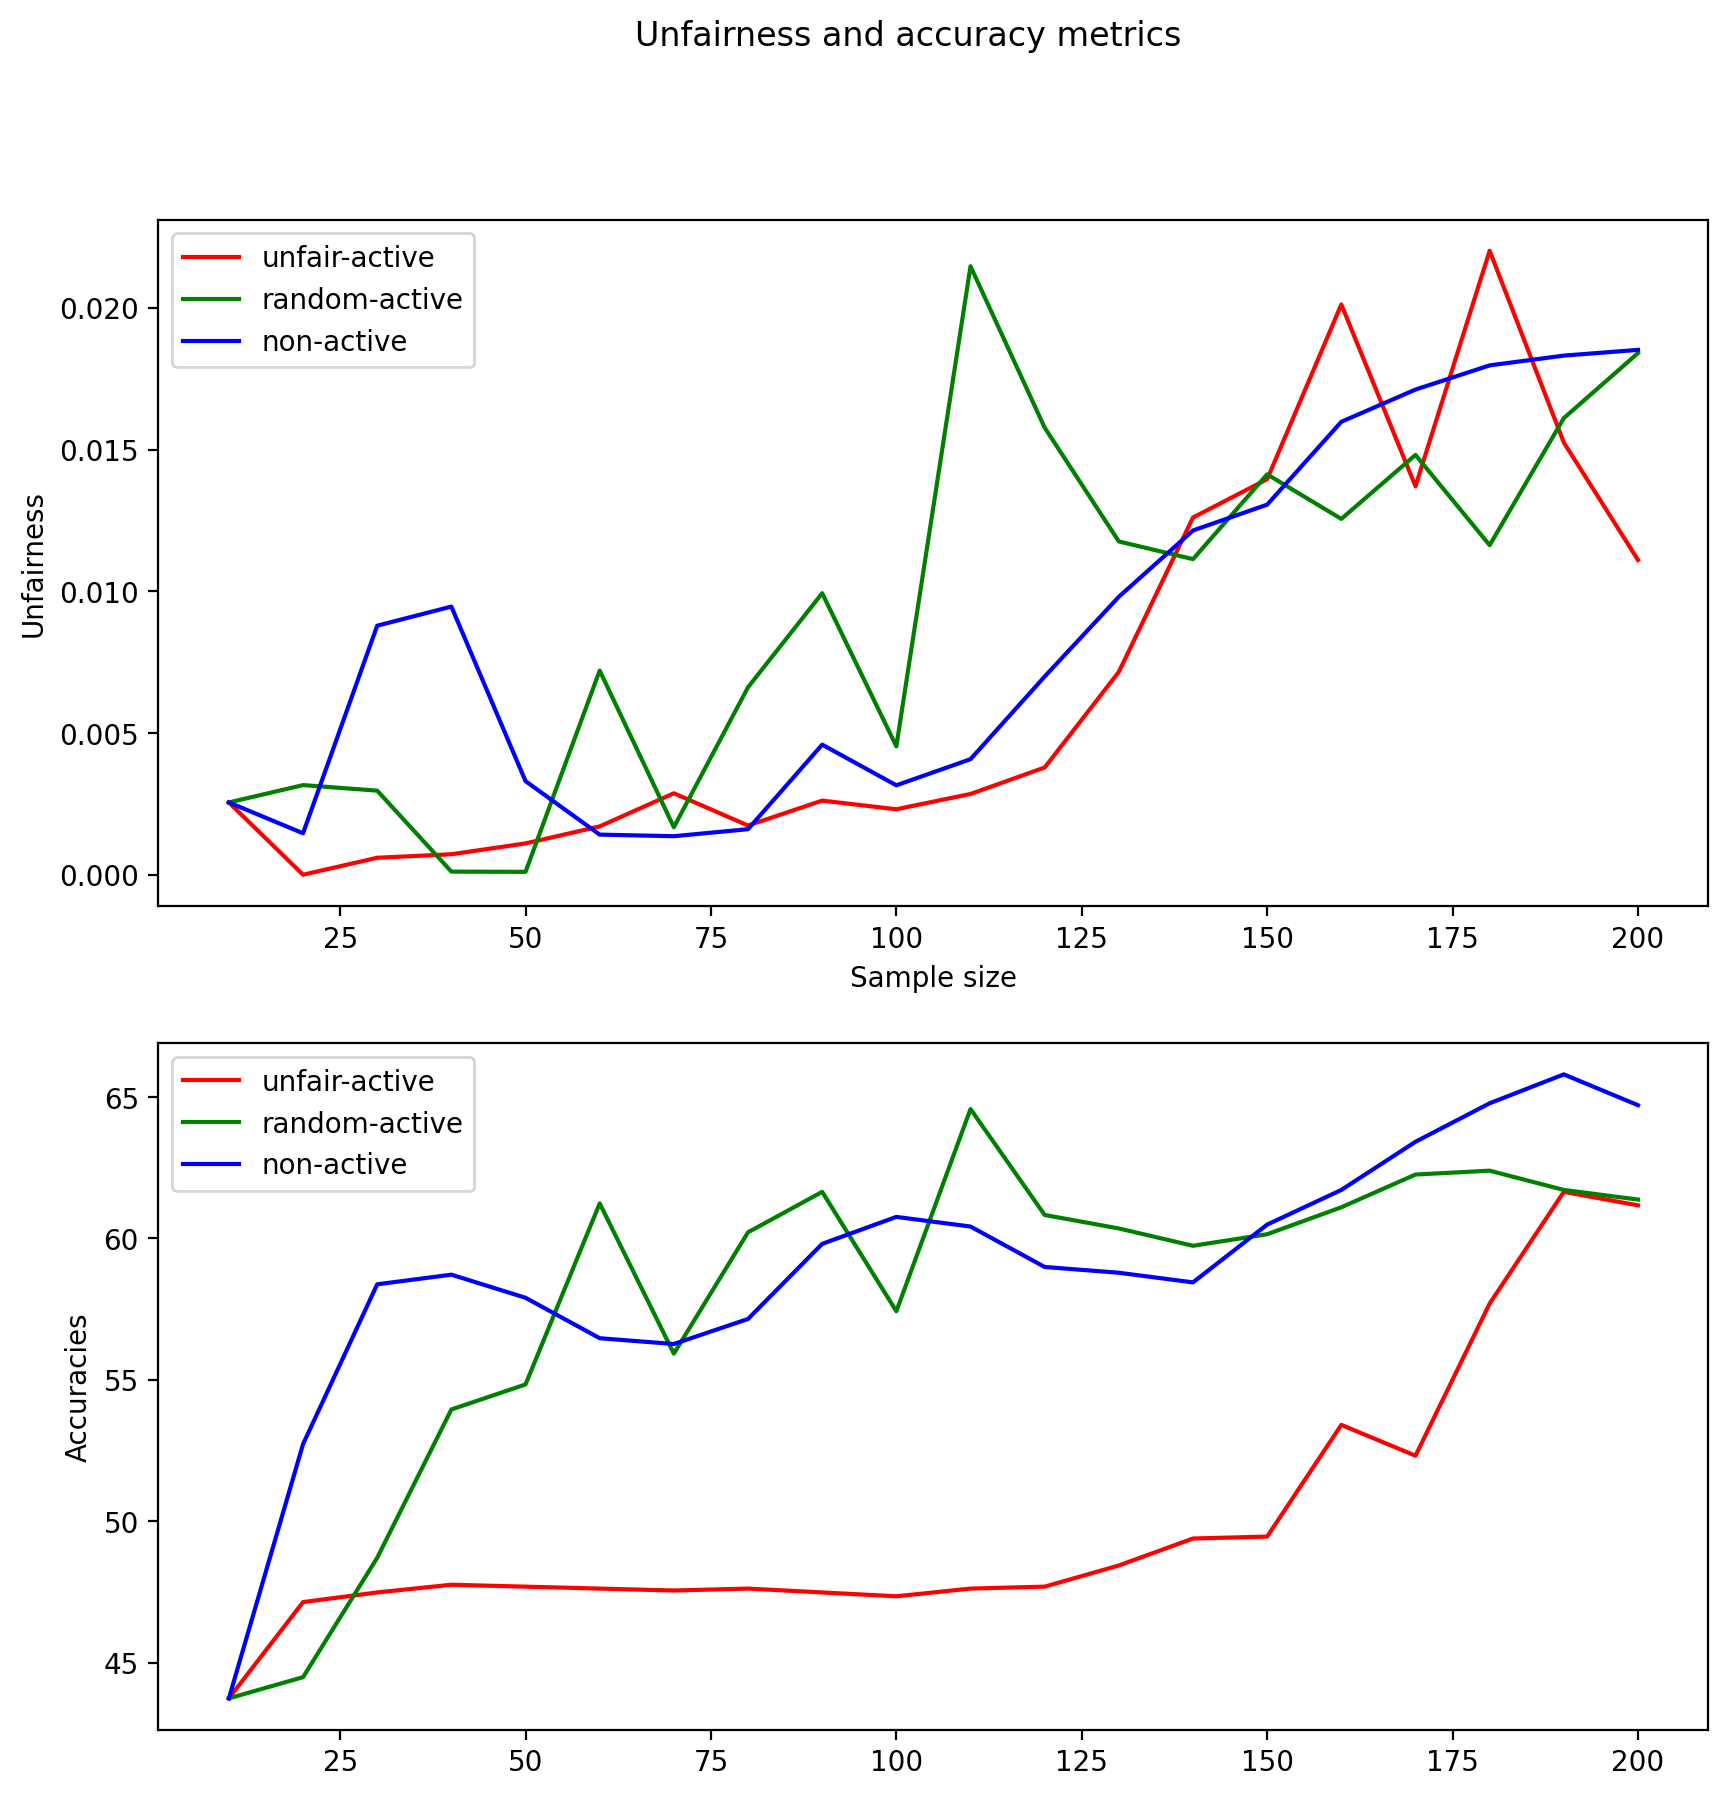 Unfairness and accuracy metrics
unfair-active
random-active
non-active
0.020
0.015
0.010
0.005
0.000
Unfairness
25 50 75 100 125 150 175 200
Sample size
unfair-active
random-active
non-active
65
60
55
50
45
Accuracies
25 50 75 100 125 150 175 200